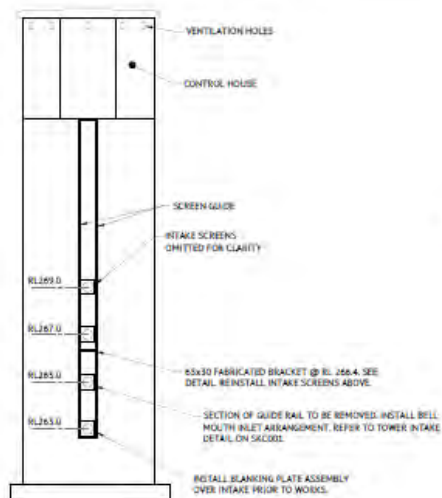 VENTILATION HOLES
CONTROL HOUSE
SCREEN GUIDE
INTAKE SCREENS
OMITTED FOR CLARITY
RL269.0
RL267.0
63x30 FABRICATED BRACKET @ RL 266.4. SEE
DETAIL. REINSTALL INTAKE SCREENS ABOVE.
RL265.0
SECTION OF GUIDE RAIL TO BE REMOVED. INSTALL BELL
MOUTH INLET ARRANGEMENT. REFER TO TOWER INTAKE
DETAIL ON SKC001
RL263.0
INSTALL BLANKING PLATE ASSEMBLY
OVER INTAKE PRIOR TO WORKS.